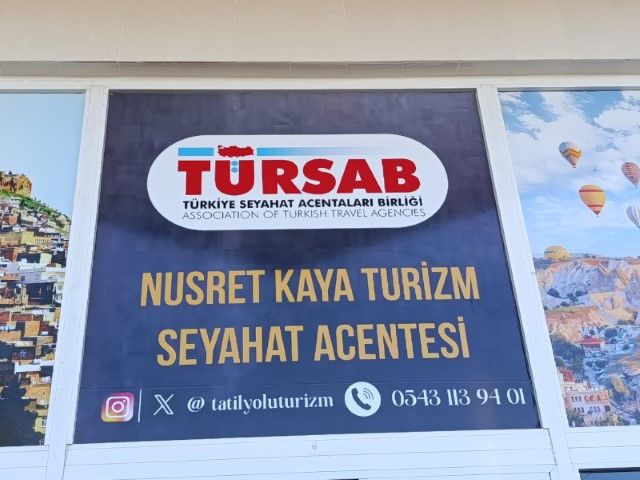 TÜRSAB
TÜRKİYE SEYAHAT ACENTALARI BİRLİĞİ
ASSOCIATION OF TURKISH TRAVEL AGENCIES
NUSRET KAYA TURİZM
SEYAHAT ACENTESİ
@ tatilyoluturizm 0543 113 94 01